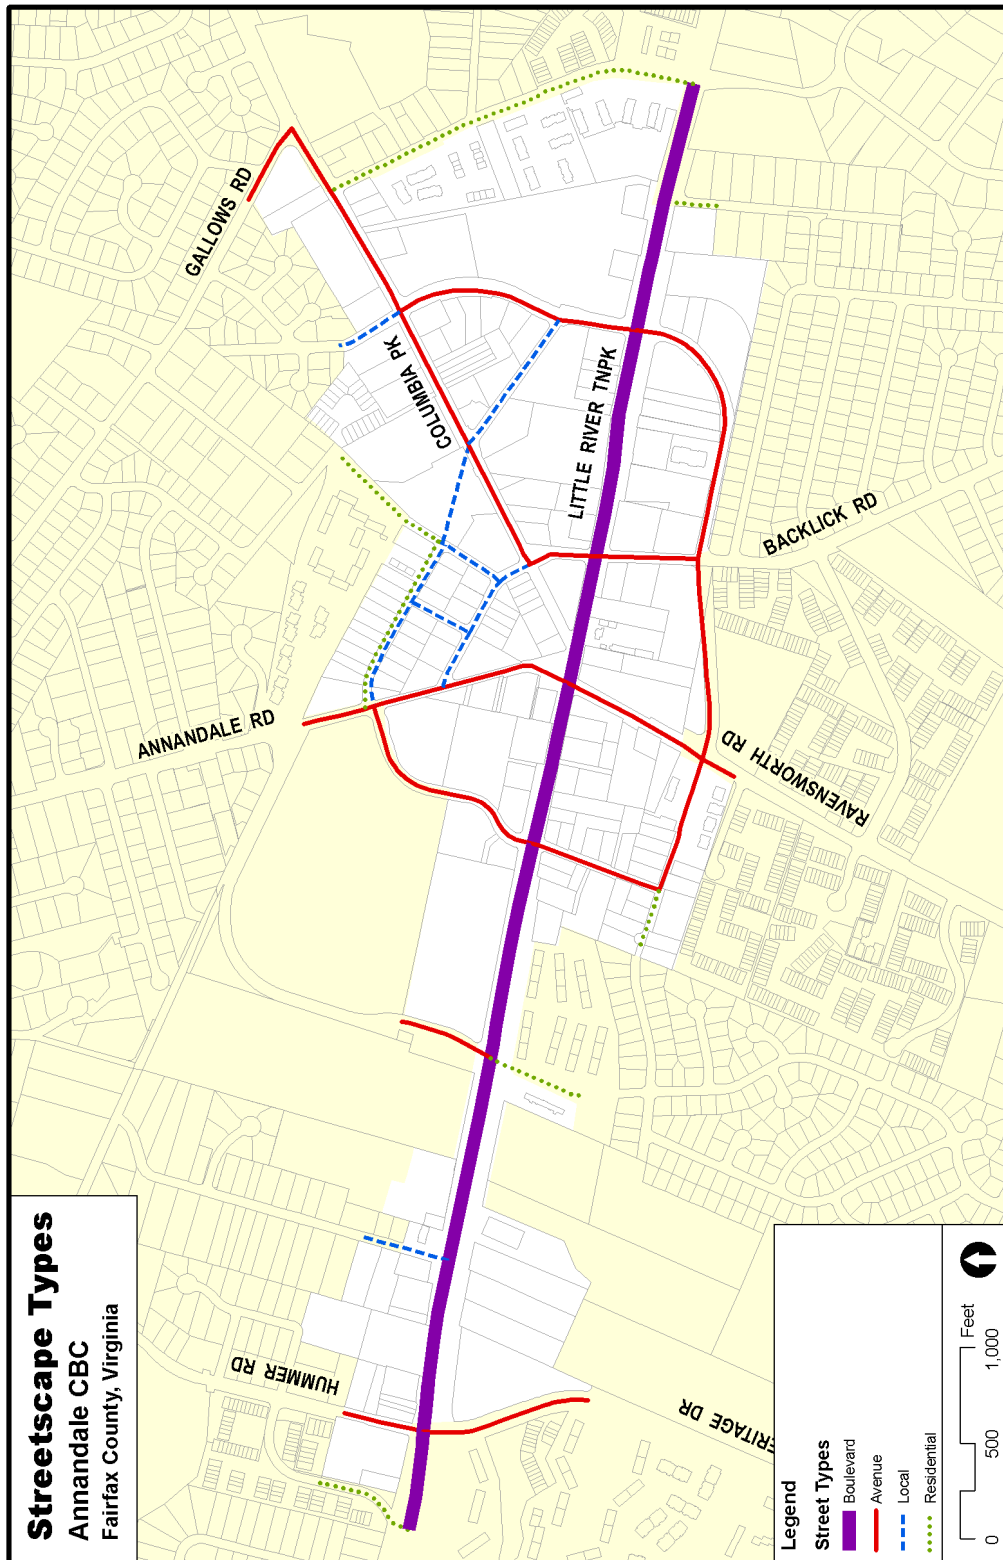 Streetscape Types
Annandale CBC
Fairfax County, Virginia
GALLOWS RD
COLUMBIA PK
LITTLE RIVER TNPK
BACKLICK RD
ANNANDALE RD
RAVENSWORTH RD
HUMMER RD
ERITAGE DR
Legend
Street Types
Boulevard
Avenue
Local
Residential
0 500 1,000
Feet